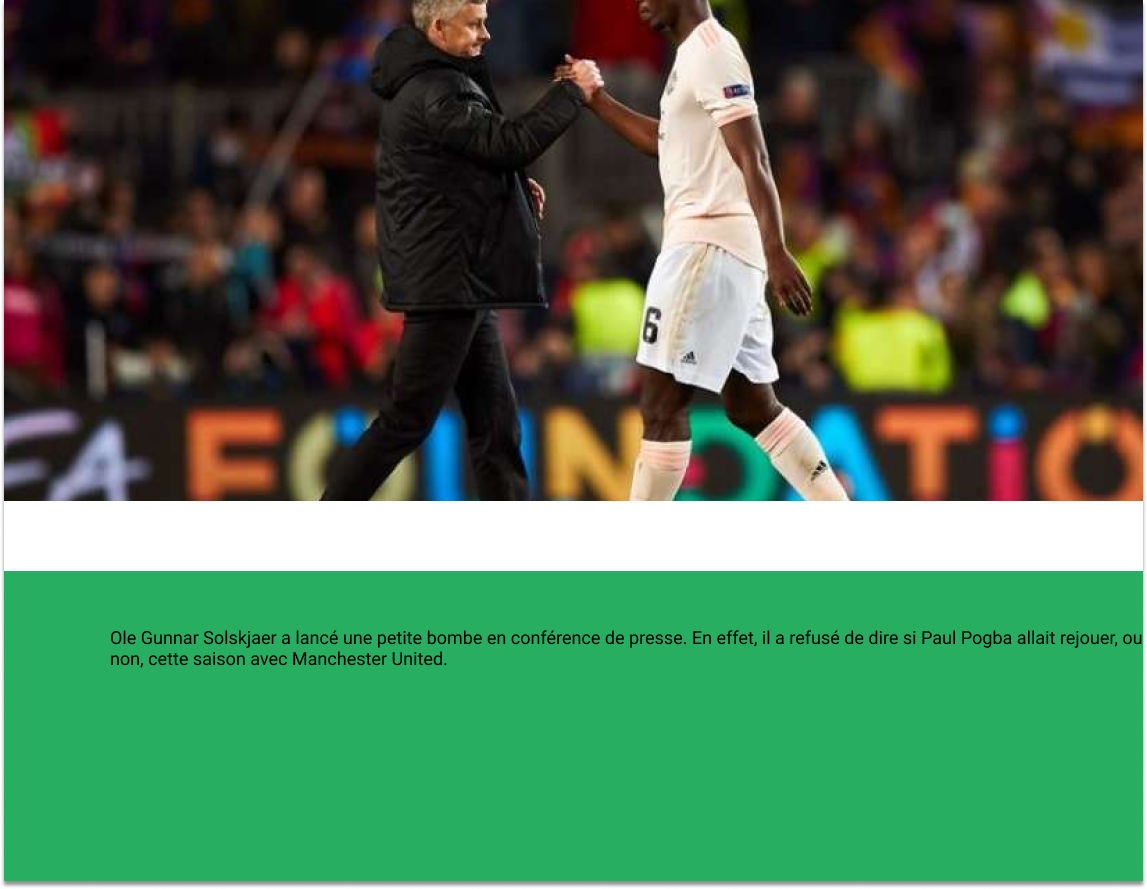 6
FA FOUNDATIO
Ole Gunnar Solskjaer a lancé une petite bombe en conférence de presse. En effet, il a refusé de dire si Paul Pogba allait rejouer, ou
non, cette saison avec Manchester United.